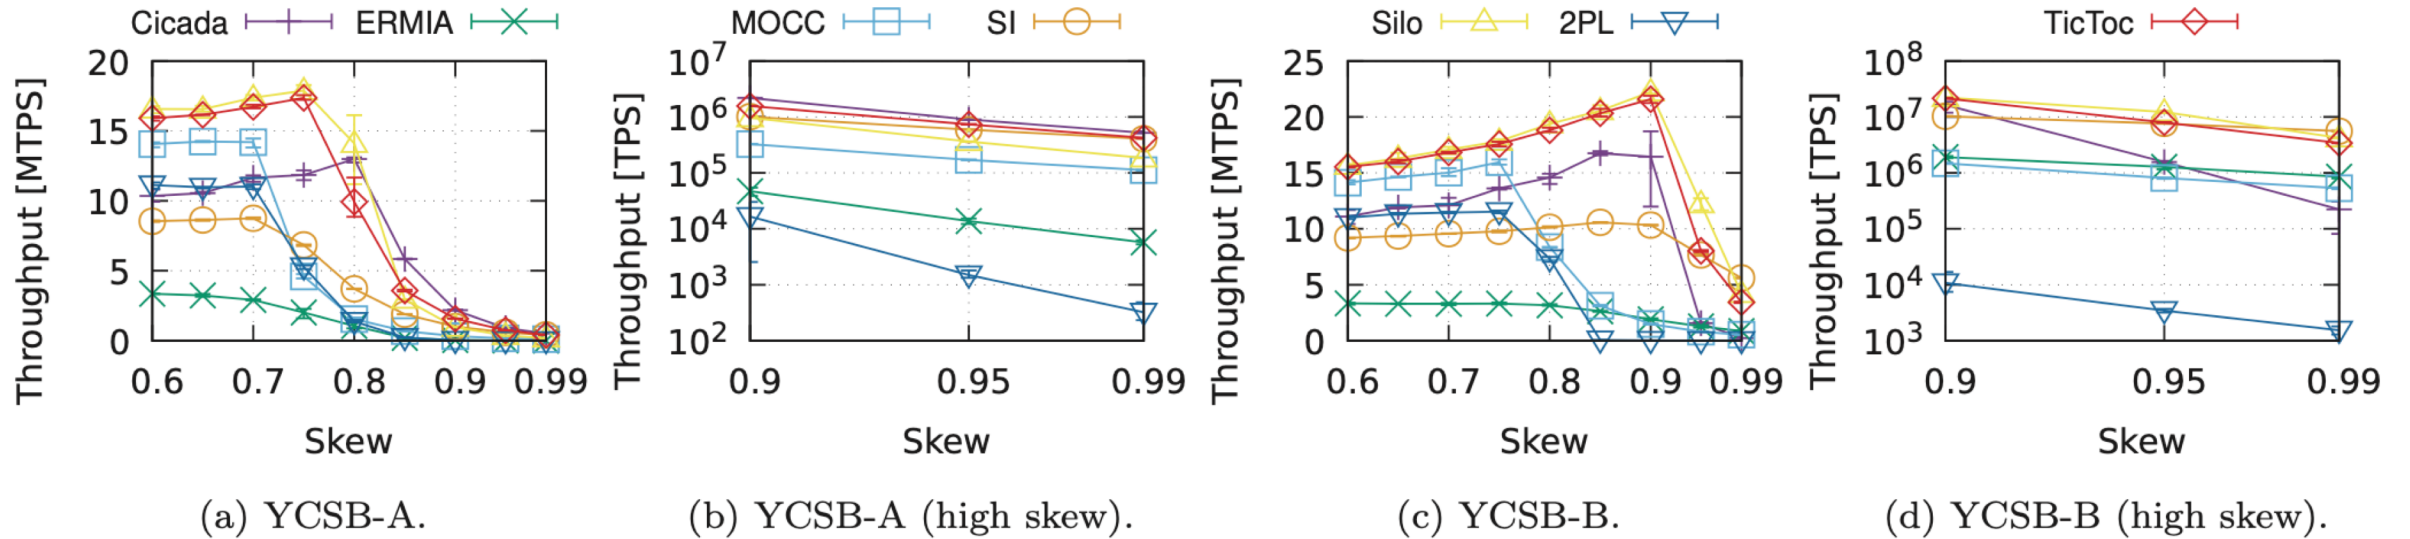 Cicada ERMIA MOCC SI Silo 2PL TicToc
Throughput [MTPS]
20
15
10
5
0
0.6 0.7 0.8 0.9 0.99
Skew
(a) YCSB-A.
Throughput [TPS]
10^7
10^6
10^5
10^4
10^3
10^2
0.9 0.95 0.99
Skew
(b) YCSB-A (high skew).
Throughput [MTPS]
25
20
15
10
5
0
0.6 0.7 0.8 0.9 0.99
Skew
(c) YCSB-B.
Throughput [TPS]
10^8
10^7
10^6
10^5
10^4
10^3
0.9 0.95 0.99
Skew
(d) YCSB-B (high skew).